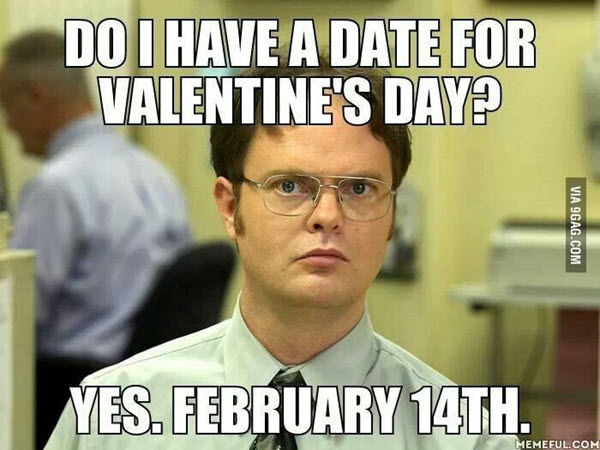 DO I HAVE A DATE FOR
VALENTINE'S DAY?
VIA 9GAG.COM
YES. FEBRUARY 14TH.
MEMEFUL.COM